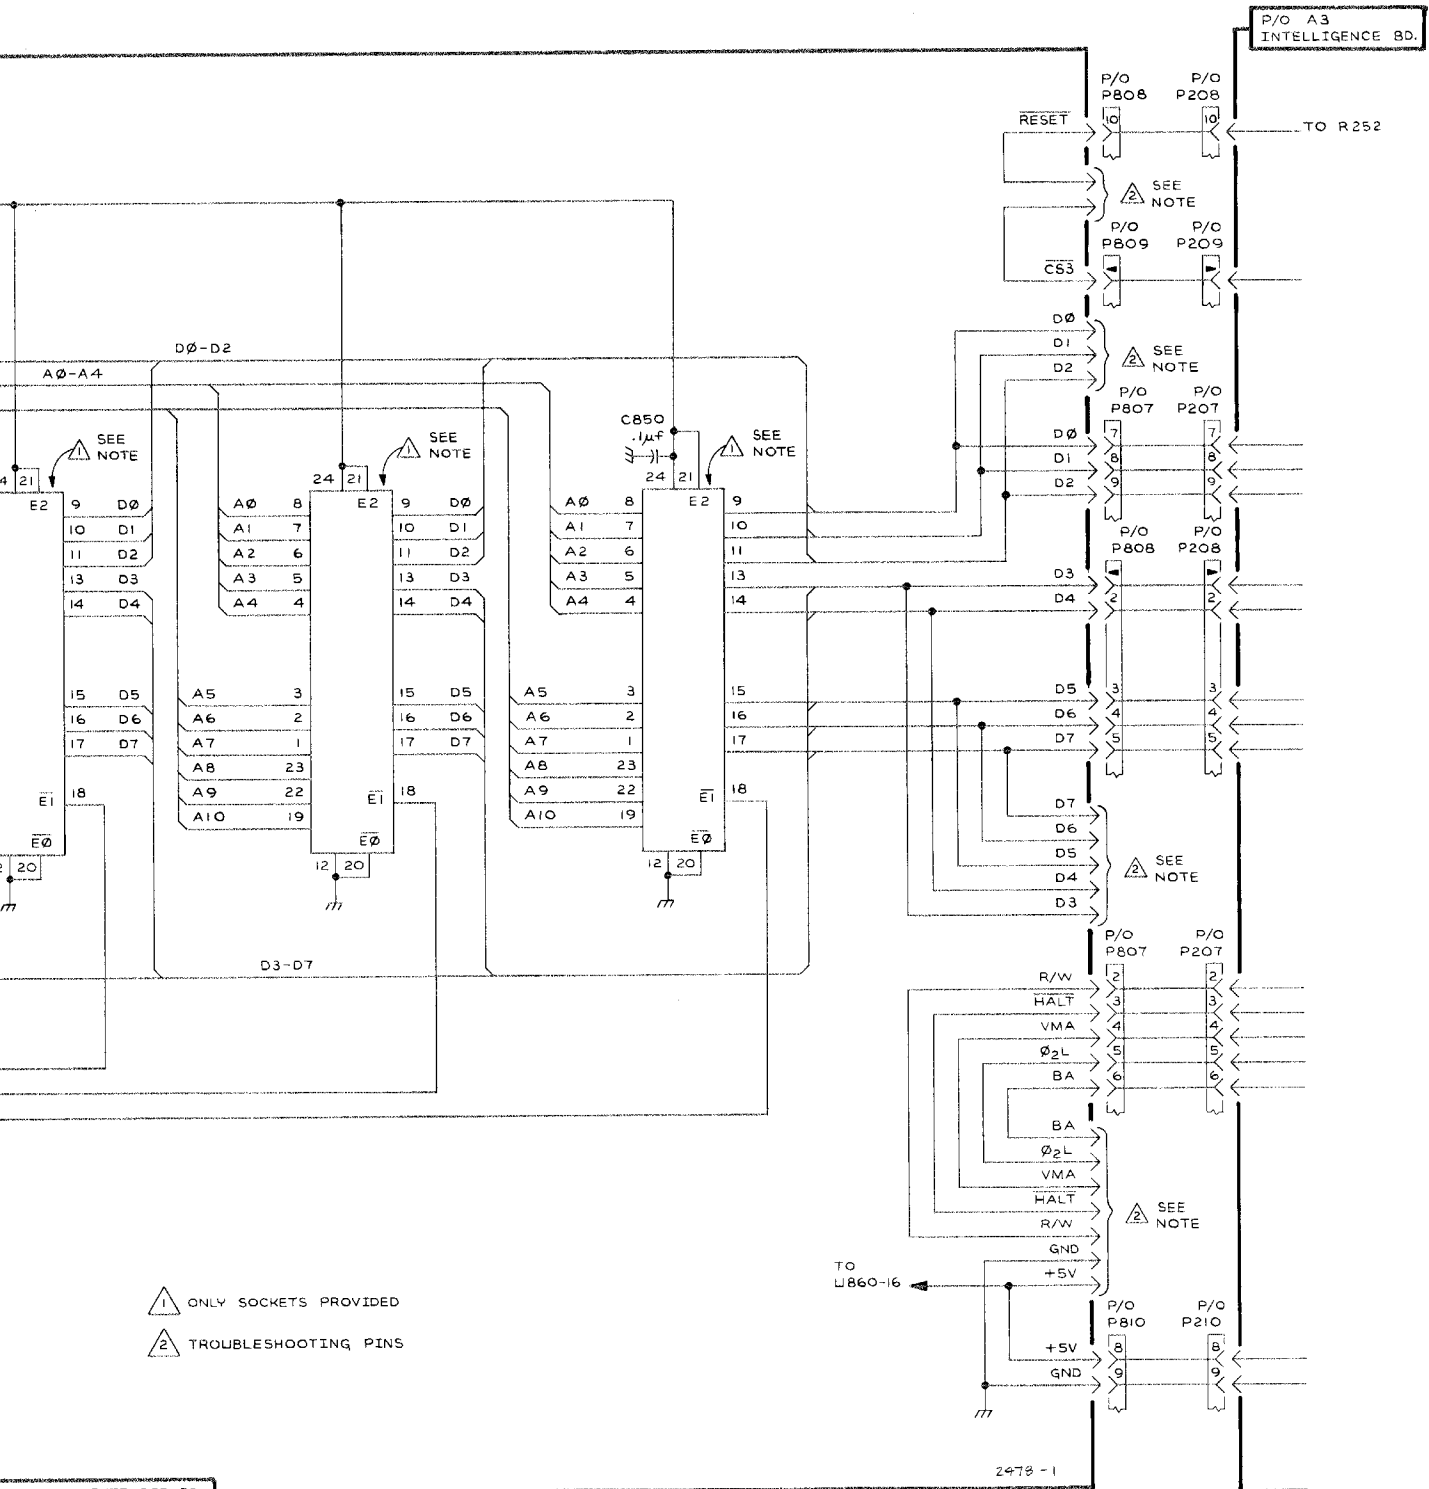 P/O A3
INTELLIGENCE BD.
P/O P808
P/O P208
RESET
10
10
TO R252
2 SEE NOTE
P/O P809
P/O P209
CS3
DØ
D1
D2
2 SEE NOTE
DØ-D2
AØ-A4
P/O P807
P/O P207
DØ 7 7
D1 8 8
D2 9 9
C850
.1µf
1 SEE NOTE
1 SEE NOTE
1 SEE NOTE
4 21
24 21
24 21
E2 9 DØ
10 D1
11 D2
13 D3
14 D4
15 D5
16 D6
17 D7
E1 18
EØ
2 20
AØ 8
A1 7
A2 6
A3 5
A4 4
A5 3
A6 2
A7 1
A8 23
A9 22
A10 19
E2 9 DØ
10 D1
11 D2
13 D3
14 D4
15 D5
16 D6
17 D7
E1 18
EØ
12 20
AØ 8
A1 7
A2 6
A3 5
A4 4
A5 3
A6 2
A7 1
A8 23
A9 22
A10 19
E2 9
10
11
13
14
15
16
17
E1 18
EØ
12 20
P/O P808
P/O P208
D3
D4 2 2
D5 3 3
D6 4 4
D7 5 5
D7
D6
D5
D4
D3
2 SEE NOTE
D3-D7
P/O P807
P/O P207
R/W 2 2
HALT 3 3
VMA 4 4
Ø2L 5 5
BA 6 6
BA
Ø2L
VMA
HALT
R/W
GND
+5V
2 SEE NOTE
TO
U860-16
P/O P810
P/O P210
+5V 8 8
GND 9 9
1 ONLY SOCKETS PROVIDED
2 TROUBLESHOOTING PINS
2478-1